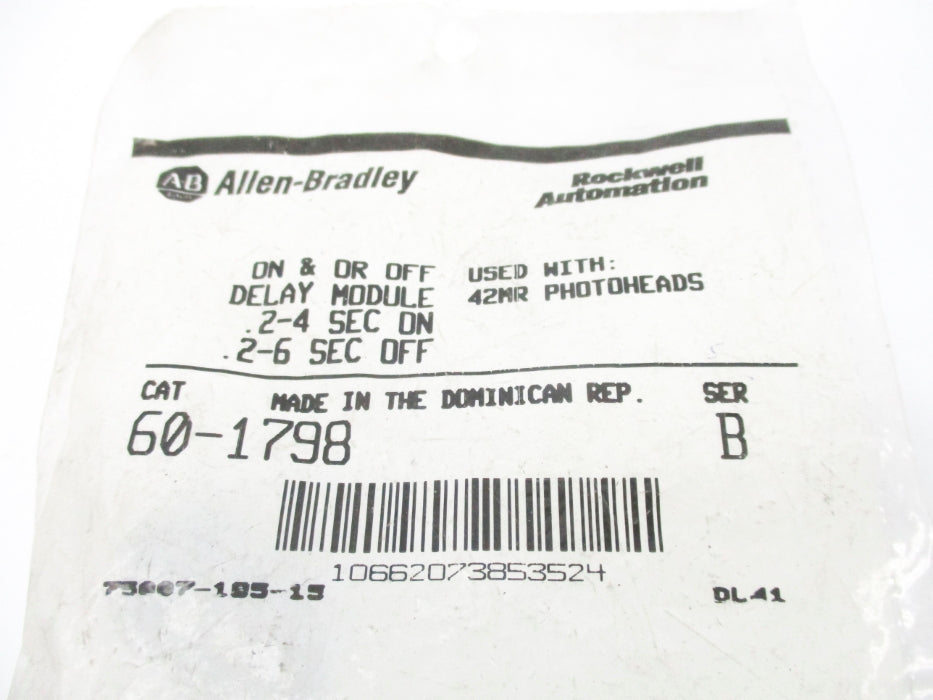 AB Allen-Bradley
Rockwell
Automation
ON & OR OFF
DELAY MODULE
.2-4 SEC ON
.2-6 SEC OFF
USED WITH:
42MR PHOTOHEADS
CAT
MADE IN THE DOMINICAN REP.
SER
60-1798
B
10662073853524
DL41